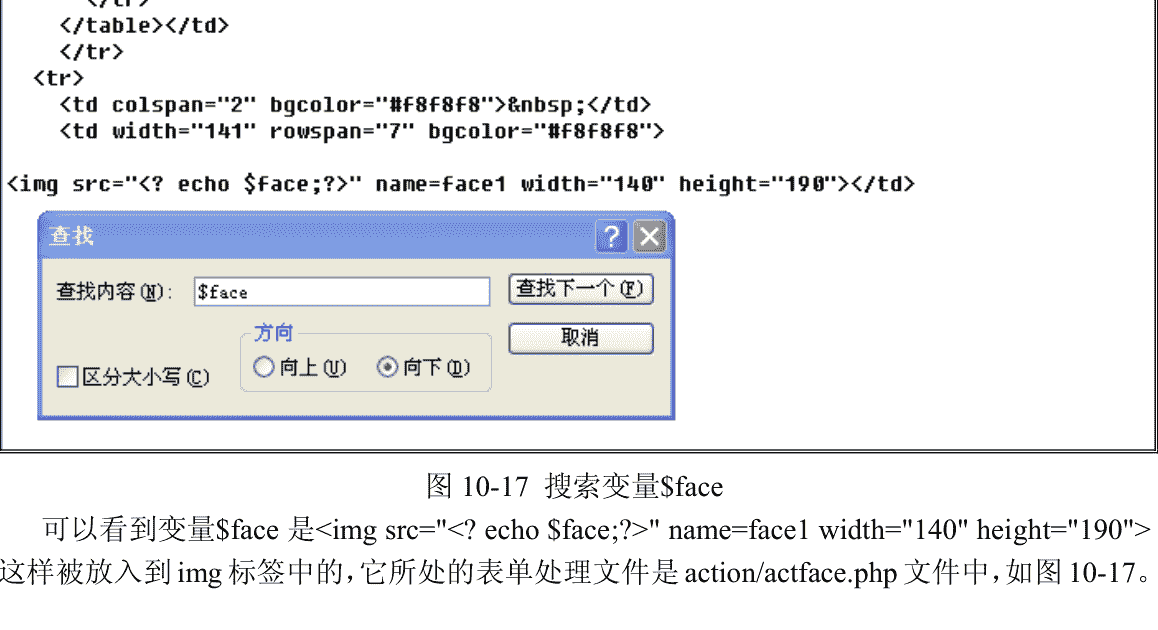 </tr>
</table></td>
</tr>
<tr>
<td colspan="2" bgcolor="#f8f8f8">&nbsp;</td>
<td width="141" rowspan="7" bgcolor="#f8f8f8">
<img src="<? echo $face;?>" name=face1 width="140" height="190"></td>
查找
查找内容(N): $face 查找下一个(F)
取消
方向
向上(U) 向下(D)
区分大小写(C)
图 10-17 搜索变量$face
可以看到变量$face 是<img src="<? echo $face;?>" name=face1 width="140" height="190">
这样被放入到 img 标签中的，它所处的表单处理文件是 action/actface.php 文件中，如图 10-17。